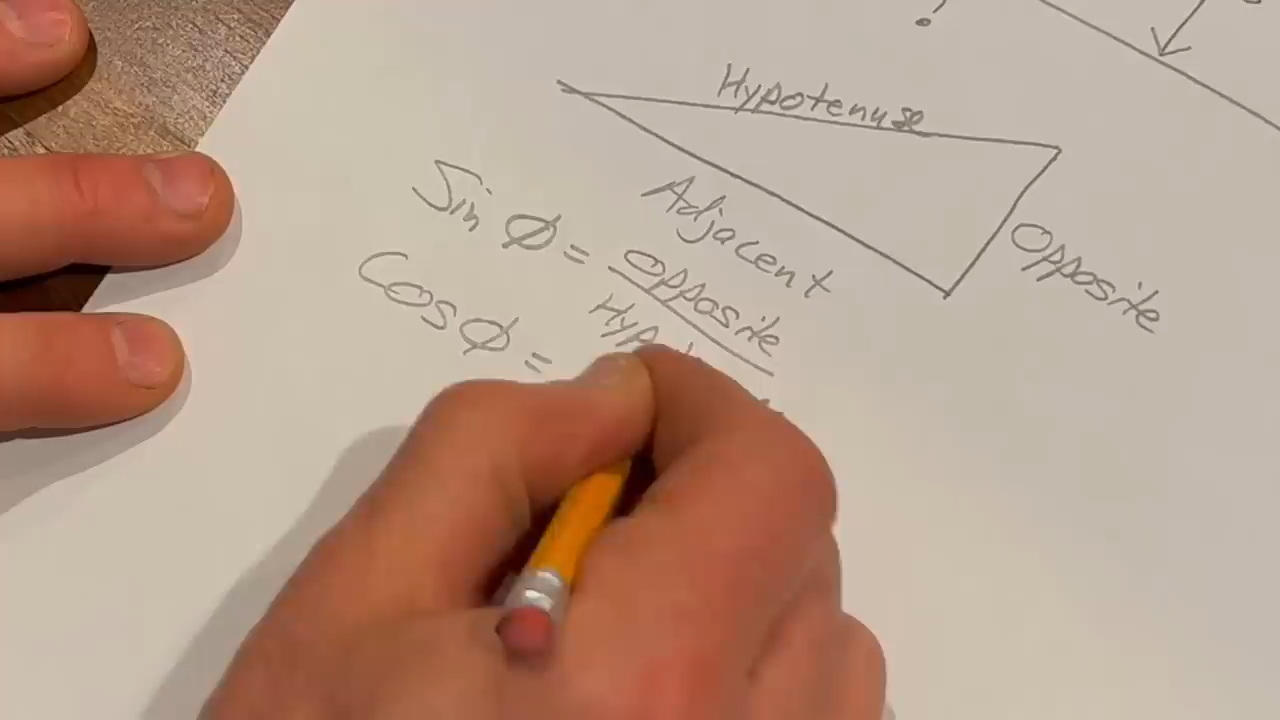 ?
Hypotenuse
Adjacent
Opposite
Sin Ø = Opposite
Cos Ø =